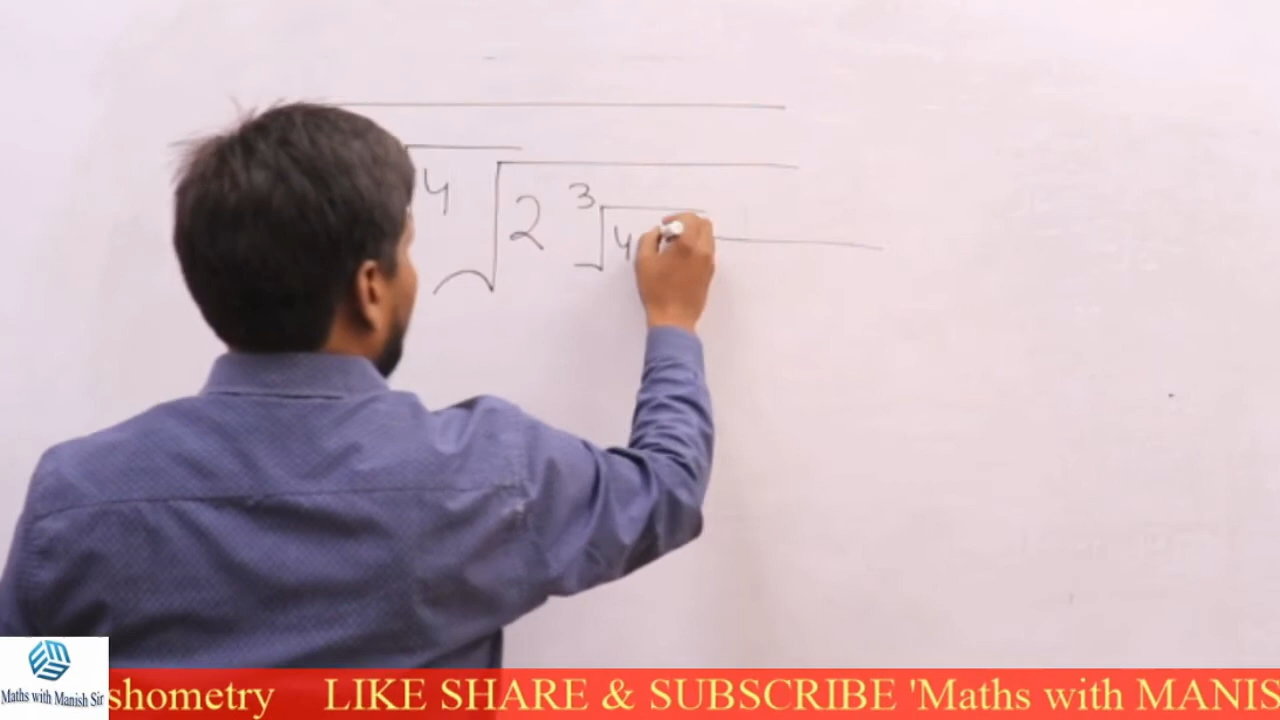 4 √ 2 3 √ 4
Maths with Manish Sir
shometry LIKE SHARE & SUBSCRIBE 'Maths with MANIS